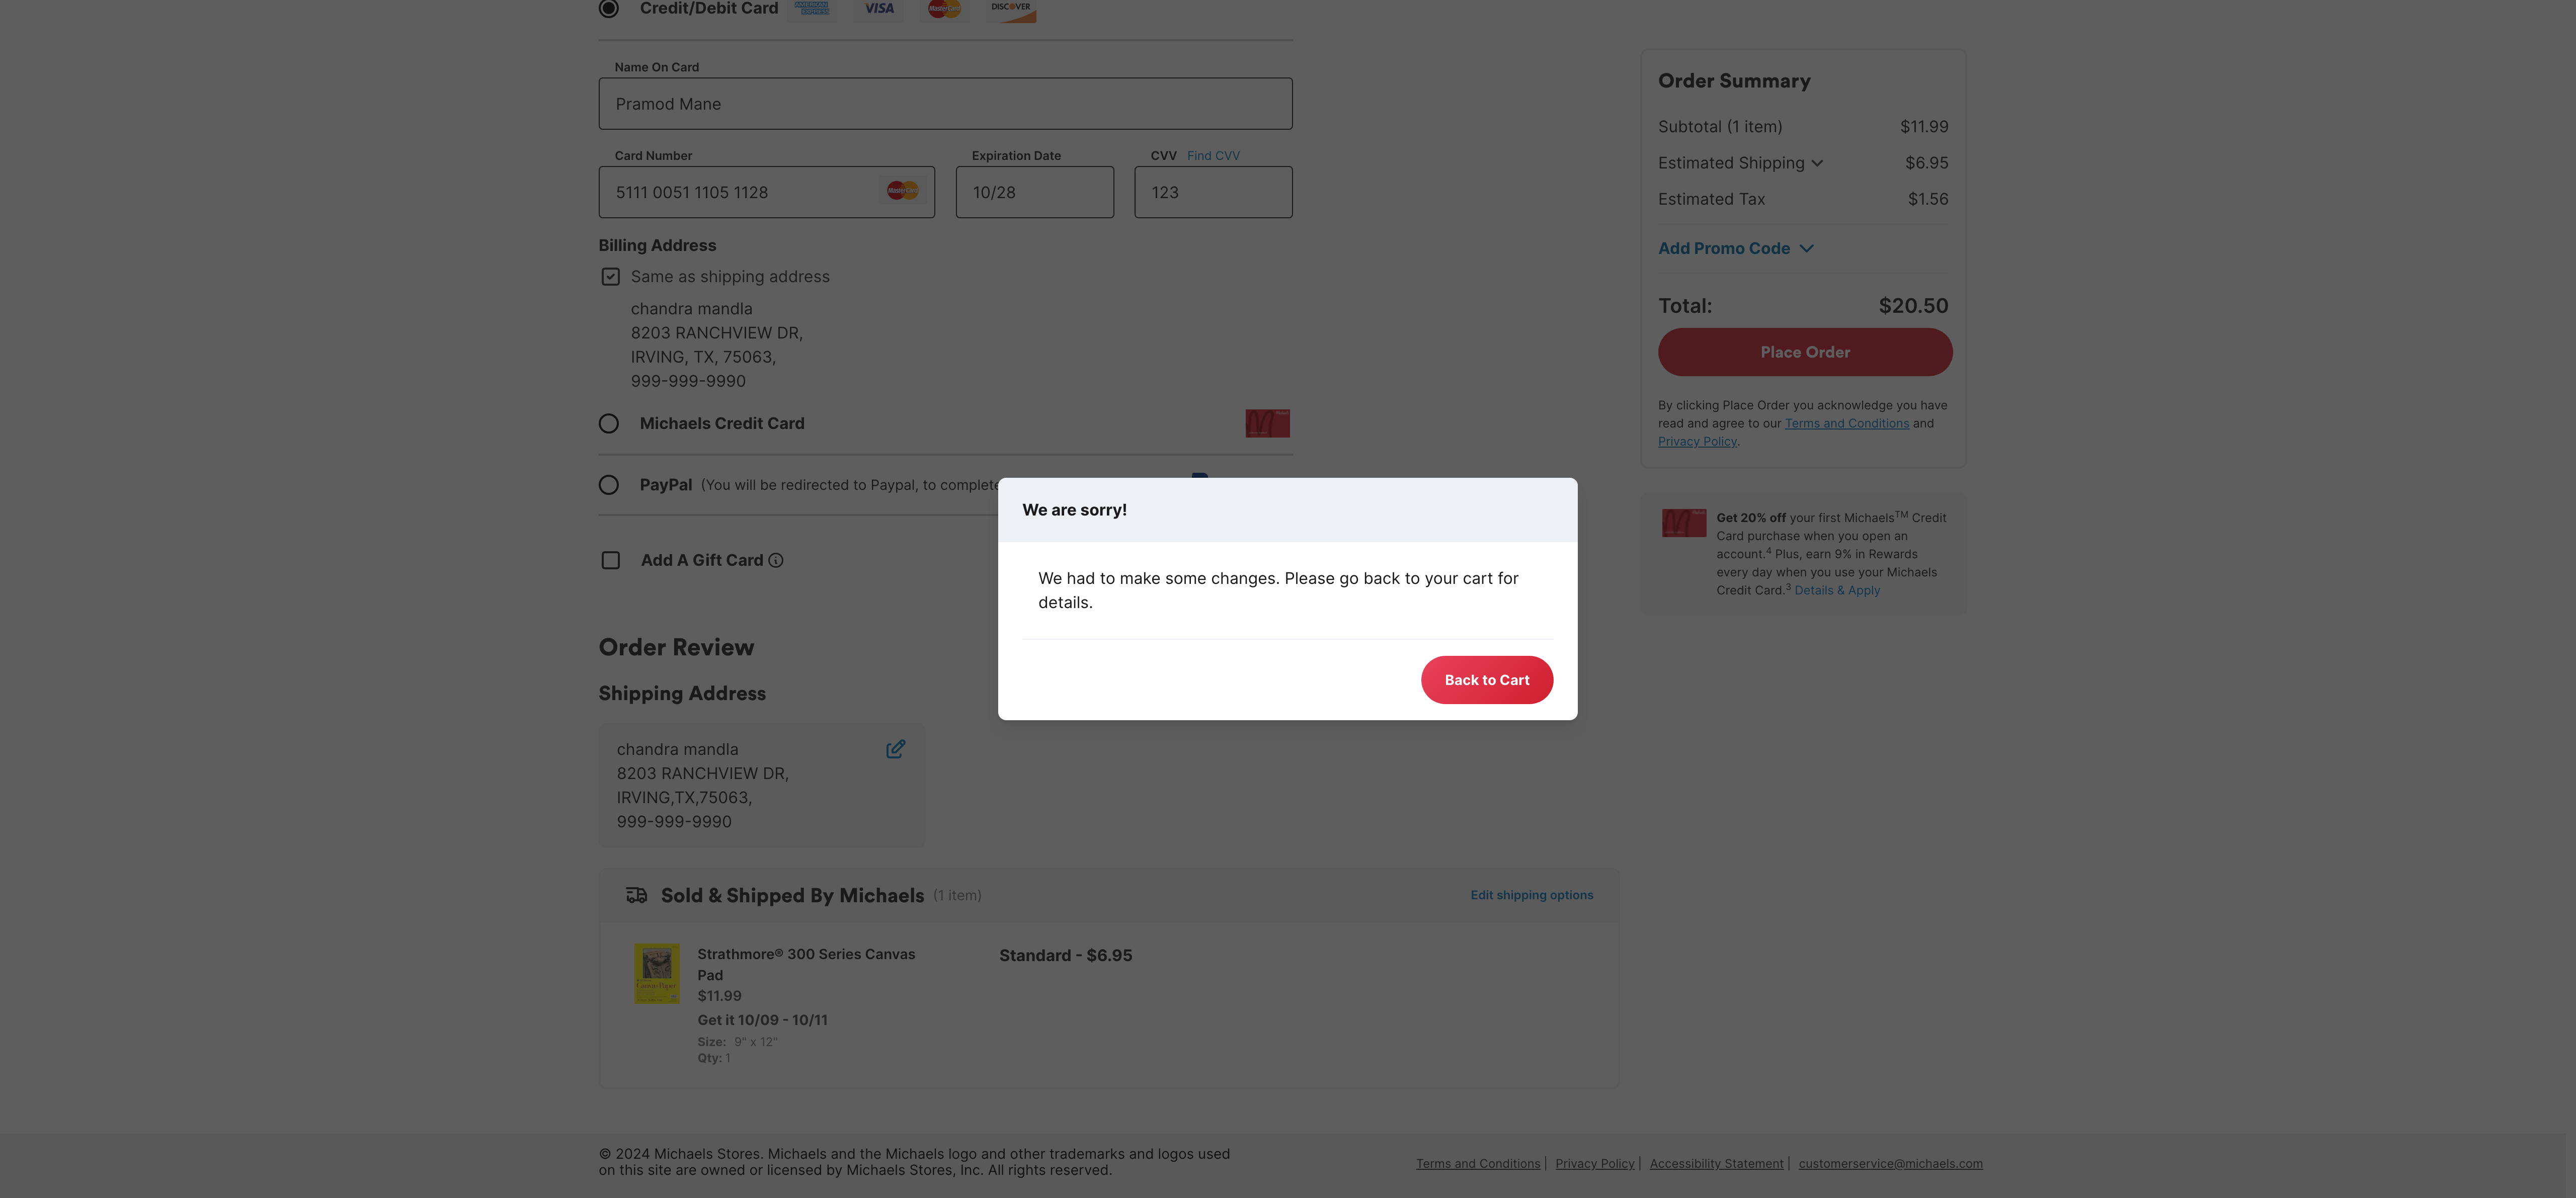 Credit/Debit Card AMERICAN EXPRESS VISA MasterCard DISCOVER
Name On Card
Pramod Mane
Card Number
5111 0051 1105 1128 MasterCard
Expiration Date
10/28
CVV Find CVV
123
Billing Address
Same as shipping address
chandra mandla
8203 RANCHVIEW DR,
IRVING, TX, 75063,
999-999-9990
Michaels Credit Card
PayPal (You will be redirected to Paypal, to complete
Add A Gift Card
Order Summary
Subtotal (1 item) $11.99
Estimated Shipping $6.95
Estimated Tax $1.56
Add Promo Code
Total: $20.50
Place Order
By clicking Place Order you acknowledge you have
read and agree to our Terms and Conditions and
Privacy Policy.
Get 20% off your first Michaels™ Credit
Card purchase when you open an
account.⁴ Plus, earn 9% in Rewards
every day when you use your Michaels
Credit Card.³ Details & Apply
We are sorry!
We had to make some changes. Please go back to your cart for
details.
Back to Cart
Order Review
Shipping Address
chandra mandla
8203 RANCHVIEW DR,
IRVING,TX,75063,
999-999-9990
Sold & Shipped By Michaels (1 item) Edit shipping options
Strathmore® 300 Series Canvas
Pad
$11.99
Get it 10/09 - 10/11
Size: 9" x 12"
Qty: 1
Standard - $6.95
© 2024 Michaels Stores. Michaels and the Michaels logo and other trademarks and logos used
on this site are owned or licensed by Michaels Stores, Inc. All rights reserved.
Terms and Conditions | Privacy Policy | Accessibility Statement | customerservice@michaels.com